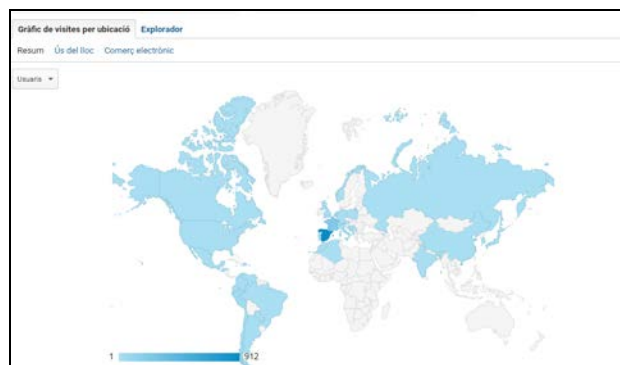 Gràfic de visites per ubicació Explorador
Resum Ús del lloc Comerç electrònic
Usuaris
1 912